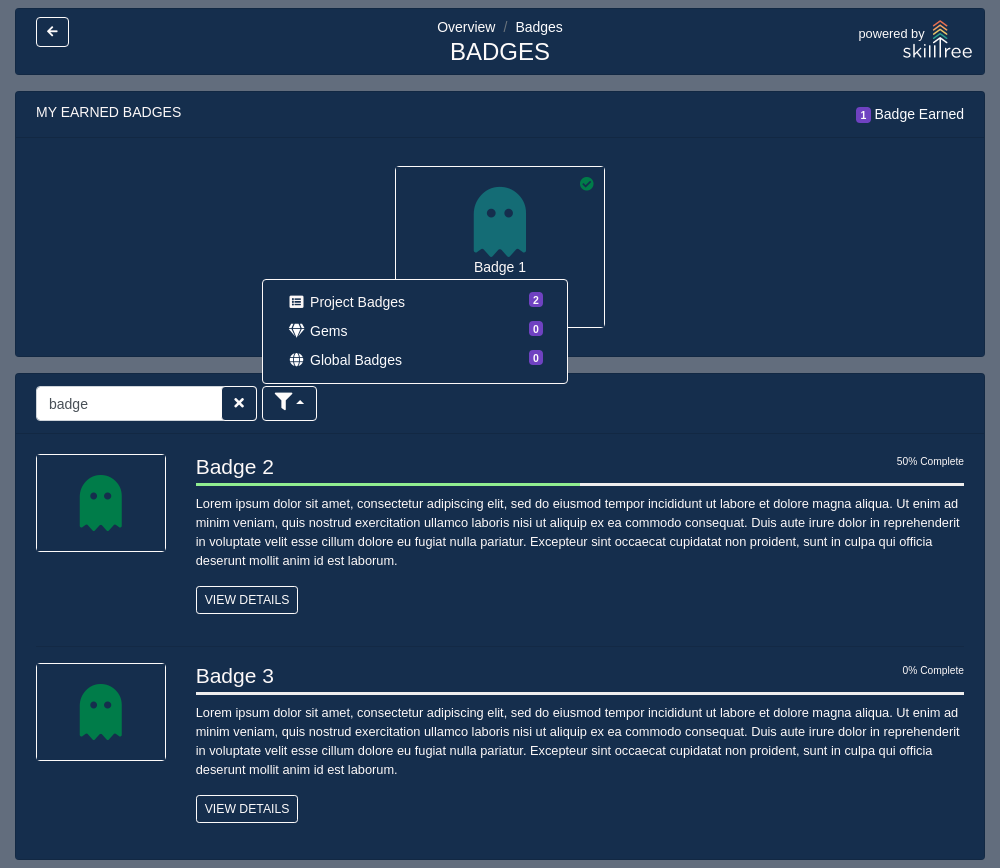 Overview / Badges
BADGES
powered by
skilltree
MY EARNED BADGES
1 Badge Earned
Badge 1
Project Badges 2
Gems 0
Global Badges 0
badge
Badge 2
50% Complete
Lorem ipsum dolor sit amet, consectetur adipiscing elit, sed do eiusmod tempor incididunt ut labore et dolore magna aliqua. Ut enim ad
minim veniam, quis nostrud exercitation ullamco laboris nisi ut aliquip ex ea commodo consequat. Duis aute irure dolor in reprehenderit
in voluptate velit esse cillum dolore eu fugiat nulla pariatur. Excepteur sint occaecat cupidatat non proident, sunt in culpa qui officia
deserunt mollit anim id est laborum.
VIEW DETAILS
Badge 3
0% Complete
Lorem ipsum dolor sit amet, consectetur adipiscing elit, sed do eiusmod tempor incididunt ut labore et dolore magna aliqua. Ut enim ad
minim veniam, quis nostrud exercitation ullamco laboris nisi ut aliquip ex ea commodo consequat. Duis aute irure dolor in reprehenderit
in voluptate velit esse cillum dolore eu fugiat nulla pariatur. Excepteur sint occaecat cupidatat non proident, sunt in culpa qui officia
deserunt mollit anim id est laborum.
VIEW DETAILS